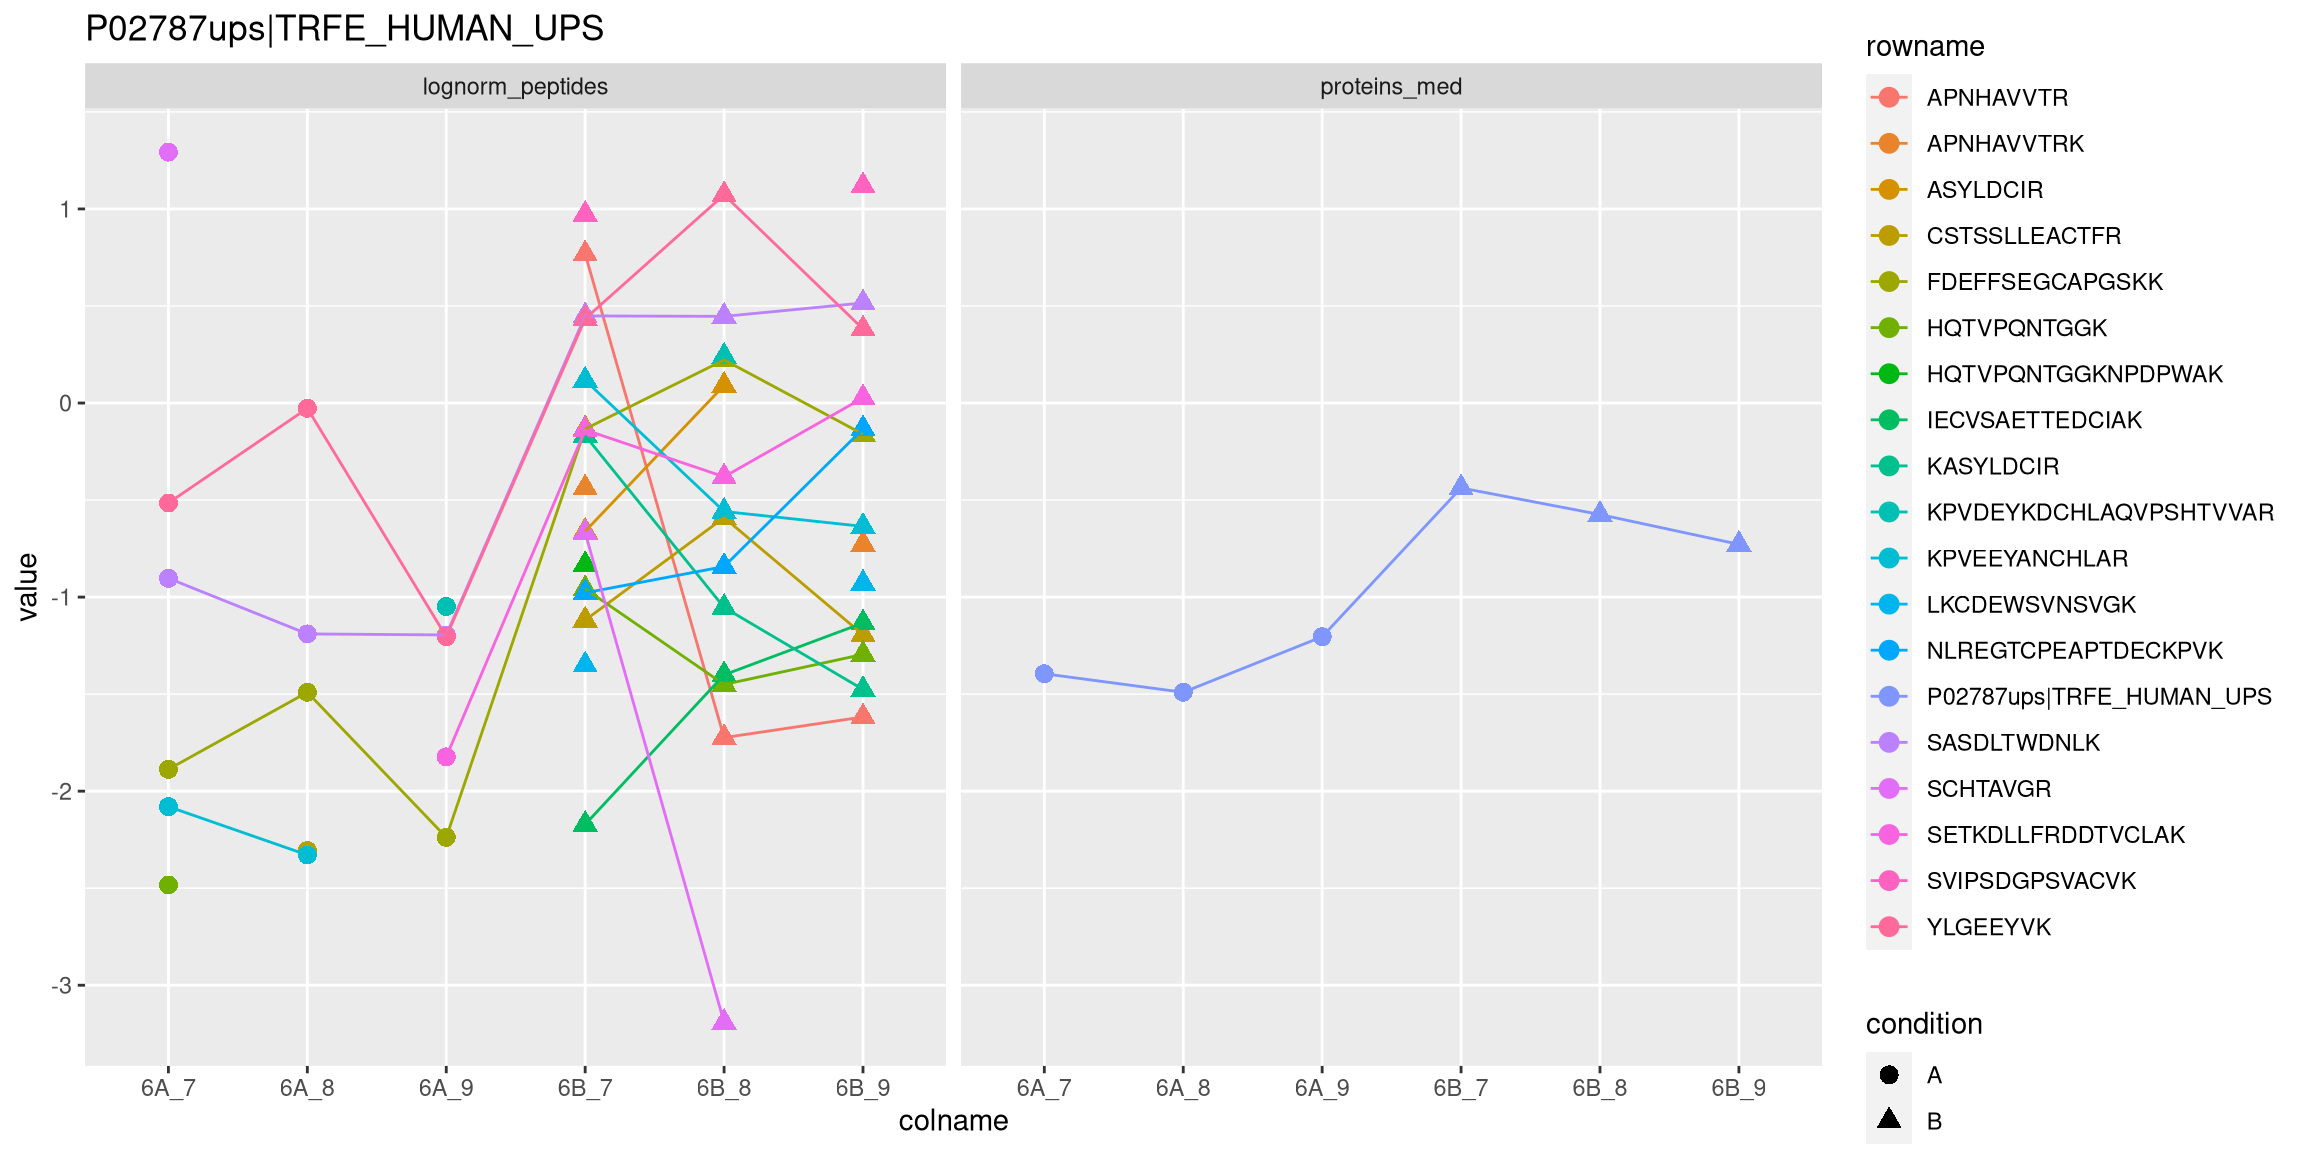 P02787ups|TRFE_HUMAN_UPS
lognorm_peptides
proteins_med
value
1
0
-1
-2
-3
6A_7 6A_8 6A_9 6B_7 6B_8 6B_9
6A_7 6A_8 6A_9 6B_7 6B_8 6B_9
colname
rowname
APNHAVVTR
APNHAVVTRK
ASYLDCIR
CSTSSLLEACTFR
FDEFFSEGCAPGSKK
HQTVPQNTGGK
HQTVPQNTGGKNPDPWAK
IECVSAETTEDCIAK
KASYLDCIR
KPVDEYKDCHLAQVPSHTVVAR
KPVEEYANCHLAR
LKCDEWSVNSVGK
NLREGTCPEAPTDECKPVK
P02787ups|TRFE_HUMAN_UPS
SASDLTWDNLK
SCHTAVGR
SETKDLLFRDDTVCLAK
SVIPSDGPSVACVK
YLGEEYVK
condition
A
B